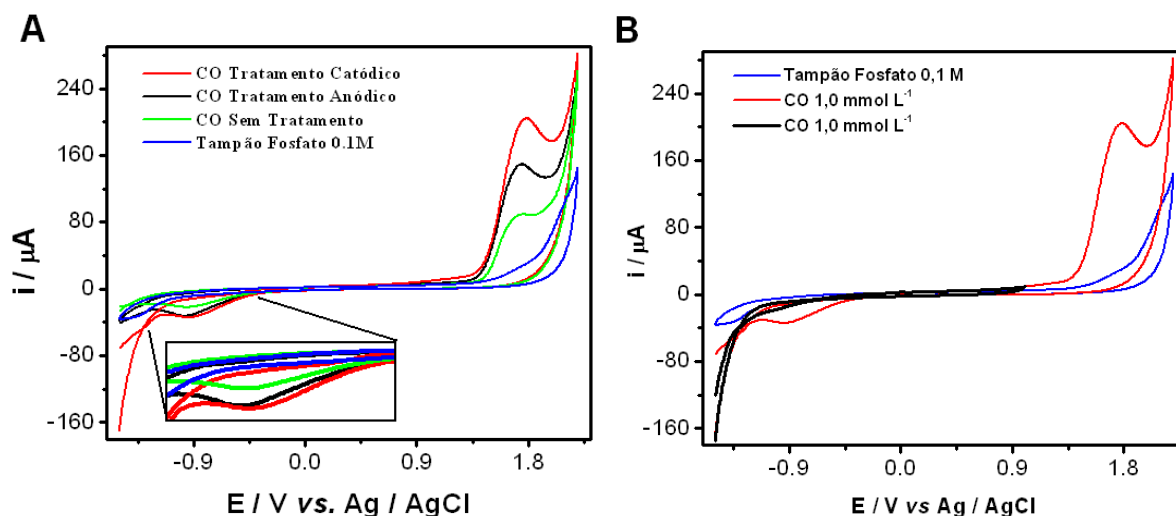 A
CO Tratamento Catódico
CO Tratamento Anódico
CO Sem Tratamento
Tampão Fosfato 0.1M
240
160
80
0
-80
-160
i / µA
-0.9
0.0
0.9
1.8
E / V vs. Ag / AgCl
B
Tampão Fosfato 0,1 M
CO 1,0 mmol L⁻¹
CO 1,0 mmol L⁻¹
240
160
80
0
-80
-160
i / µA
-0.9
0.0
0.9
1.8
E / V vs Ag / AgCl